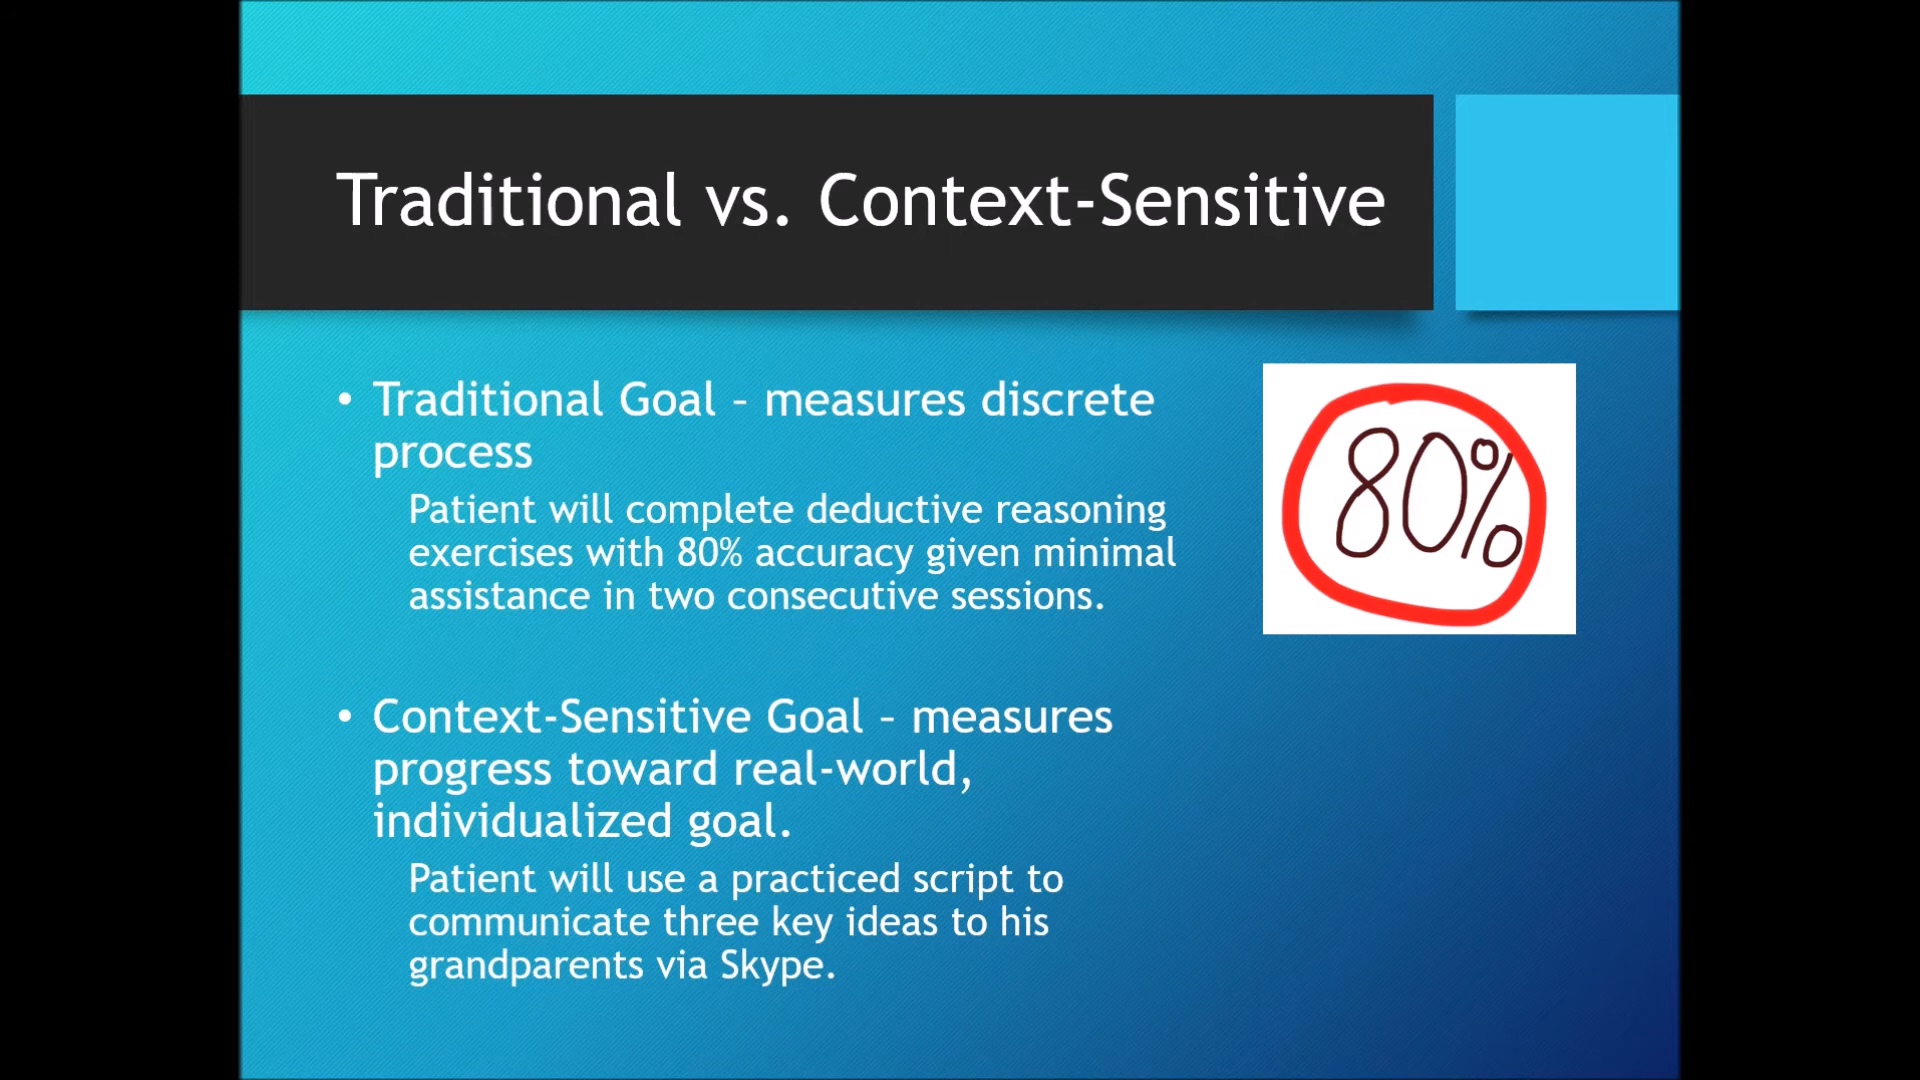 Traditional vs. Context-Sensitive
• Traditional Goal – measures discrete
process
Patient will complete deductive reasoning
exercises with 80% accuracy given minimal
assistance in two consecutive sessions.
80%
• Context-Sensitive Goal – measures
progress toward real-world,
individualized goal.
Patient will use a practiced script to
communicate three key ideas to his
grandparents via Skype.